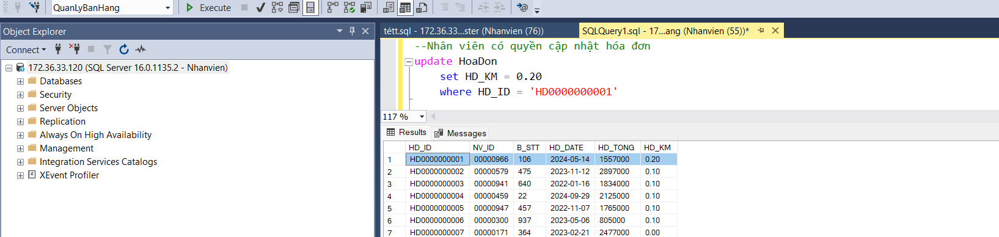 QuanLyBanHang Execute
Object Explorer
tétt.sql - 172.36.33...ster (Nhanvien (76)) SQLQuery1.sql - 17...ang (Nhanvien (55))*
Connect
172.36.33.120 (SQL Server 16.0.1135.2 - Nhanvien)
Databases
Security
Server Objects
Replication
Always On High Availability
Management
Integration Services Catalogs
XEvent Profiler
--Nhân viên có quyền cập nhật hóa đơn
update HoaDon
set HD_KM = 0.20
where HD_ID = 'HD0000000001'
117 %
Results Messages
HD_ID NV_ID B_STT HD_DATE HD_TONG HD_KM
1 HD0000000001 00000966 106 2024-05-14 1557000 0.20
2 HD0000000002 00000579 475 2023-11-12 2897000 0.10
3 HD0000000003 00000941 640 2022-01-16 1834000 0.10
4 HD0000000004 00000459 22 2024-09-29 2125000 0.10
5 HD0000000005 00000947 457 2022-11-07 1765000 0.10
6 HD0000000006 00000300 937 2023-05-06 805000 0.10
7 HD0000000007 00000171 364 2023-02-21 2477000 0.00